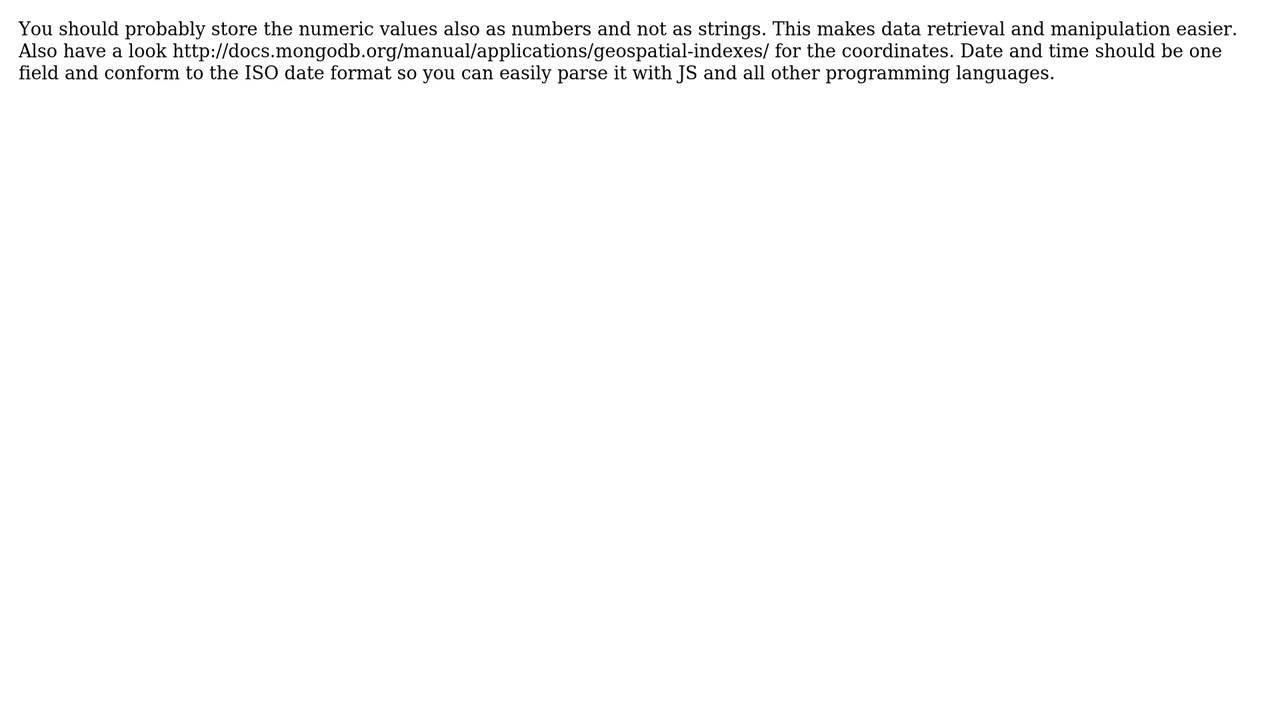 You should probably store the numeric values also as numbers and not as strings. This makes data retrieval and manipulation easier.
Also have a look http://docs.mongodb.org/manual/applications/geospatial-indexes/ for the coordinates. Date and time should be one
field and conform to the ISO date format so you can easily parse it with JS and all other programming languages.